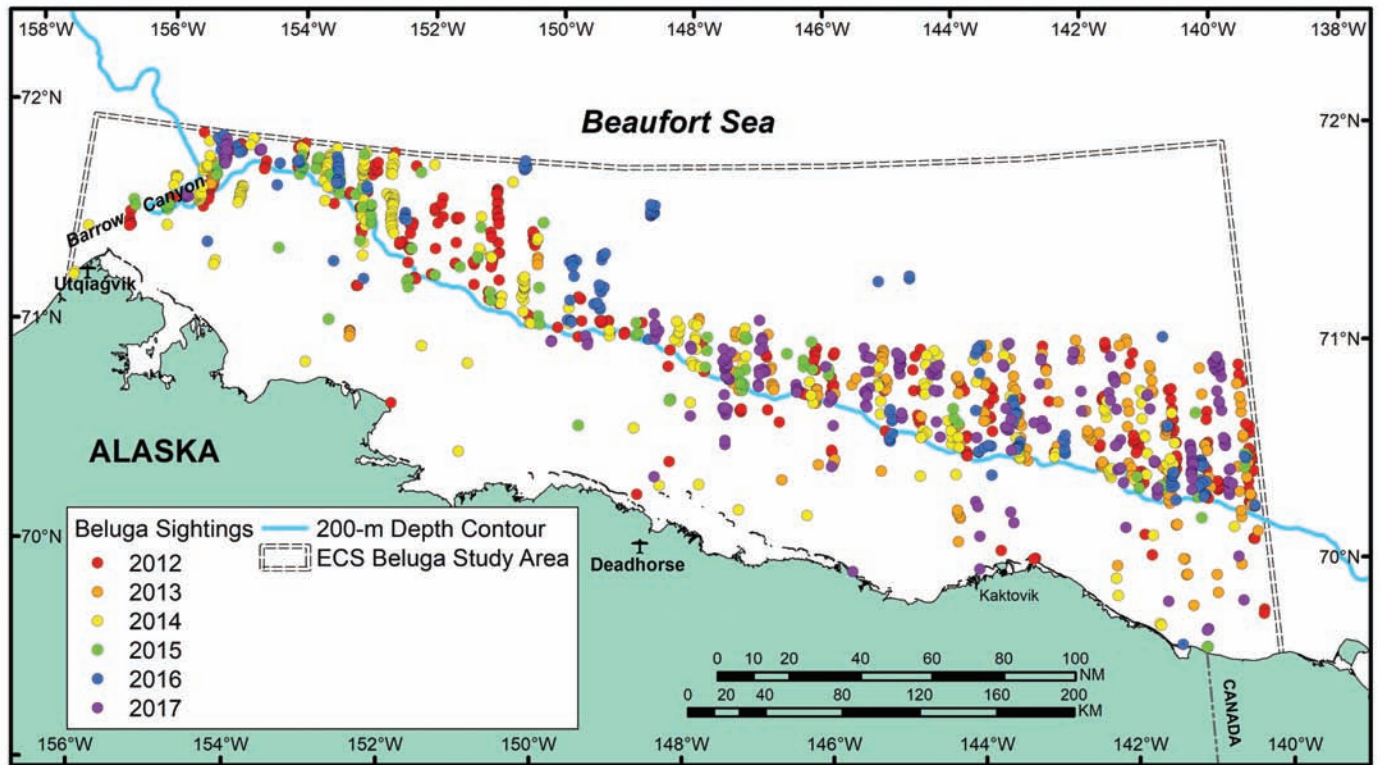 158°W 156°W 154°W 152°W 150°W 148°W 146°W 144°W 142°W 140°W 138°W
72°N
72°N
Beaufort Sea
Barrow Canyon
Utqiaġvik
71°N
71°N
ALASKA
70°N
70°N
Deadhorse
Kaktovik
Beluga Sightings
2012
2013
2014
2015
2016
2017
200-m Depth Contour
ECS Beluga Study Area
0 10 20 40 60 80 100
NM
0 20 40 80 120 160 200
KM
CANADA
156°W 154°W 152°W 150°W 148°W 146°W 144°W 142°W 140°W